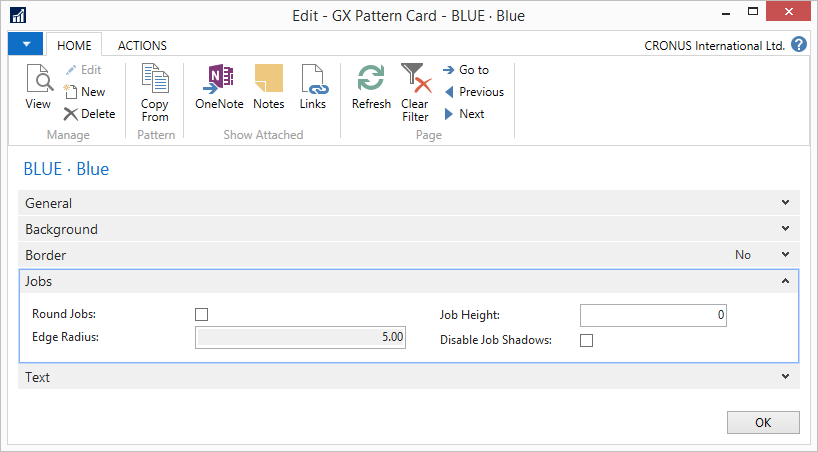 Edit - GX Pattern Card - BLUE · Blue
HOME ACTIONS CRONUS International Ltd. ?
View
Edit
New
Delete
Manage
Copy From
Pattern
OneNote
Notes
Links
Show Attached
Refresh
Clear Filter
Go to
Previous
Next
Page
BLUE · Blue
General
Background
Border No
Jobs
Round Jobs:
Edge Radius: 5.00
Job Height: 0
Disable Job Shadows:
Text
OK